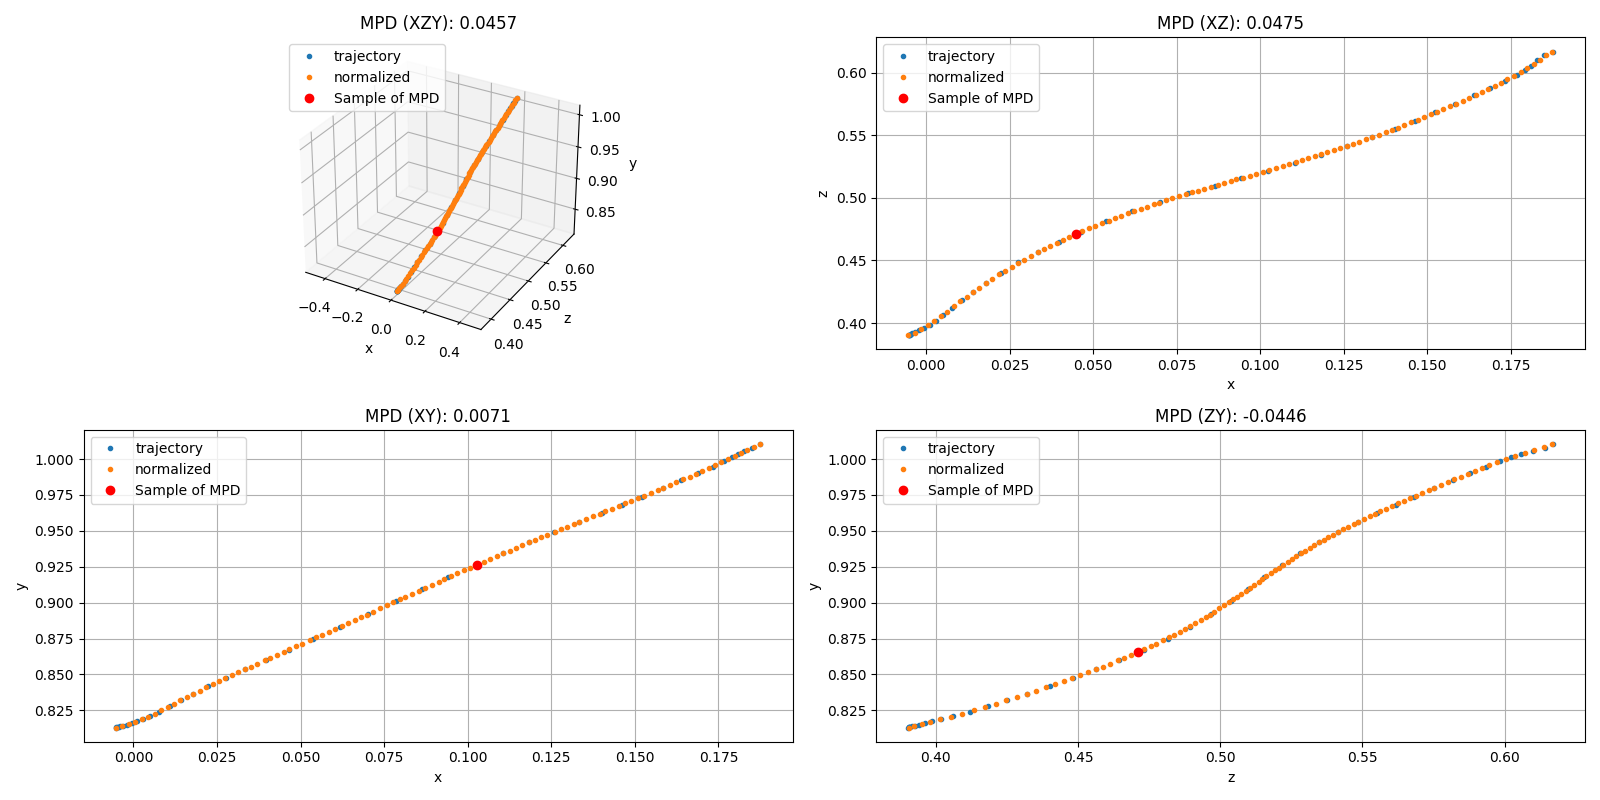 MPD (XZY): 0.0457
trajectory
normalized
Sample of MPD
1.00
0.95
0.90
0.85
y
0.60
0.55
0.50
0.45
0.40
z
−0.4
−0.2
0.0
0.2
0.4
x
MPD (XZ): 0.0475
trajectory
normalized
Sample of MPD
0.60
0.55
0.50
0.45
0.40
z
0.000 0.025 0.050 0.075 0.100 0.125 0.150 0.175
x
MPD (XY): 0.0071
trajectory
normalized
Sample of MPD
1.000
0.975
0.950
0.925
0.900
0.875
0.850
0.825
y
0.000 0.025 0.050 0.075 0.100 0.125 0.150 0.175
x
MPD (ZY): -0.0446
trajectory
normalized
Sample of MPD
1.000
0.975
0.950
0.925
0.900
0.875
0.850
0.825
y
0.40 0.45 0.50 0.55 0.60
z